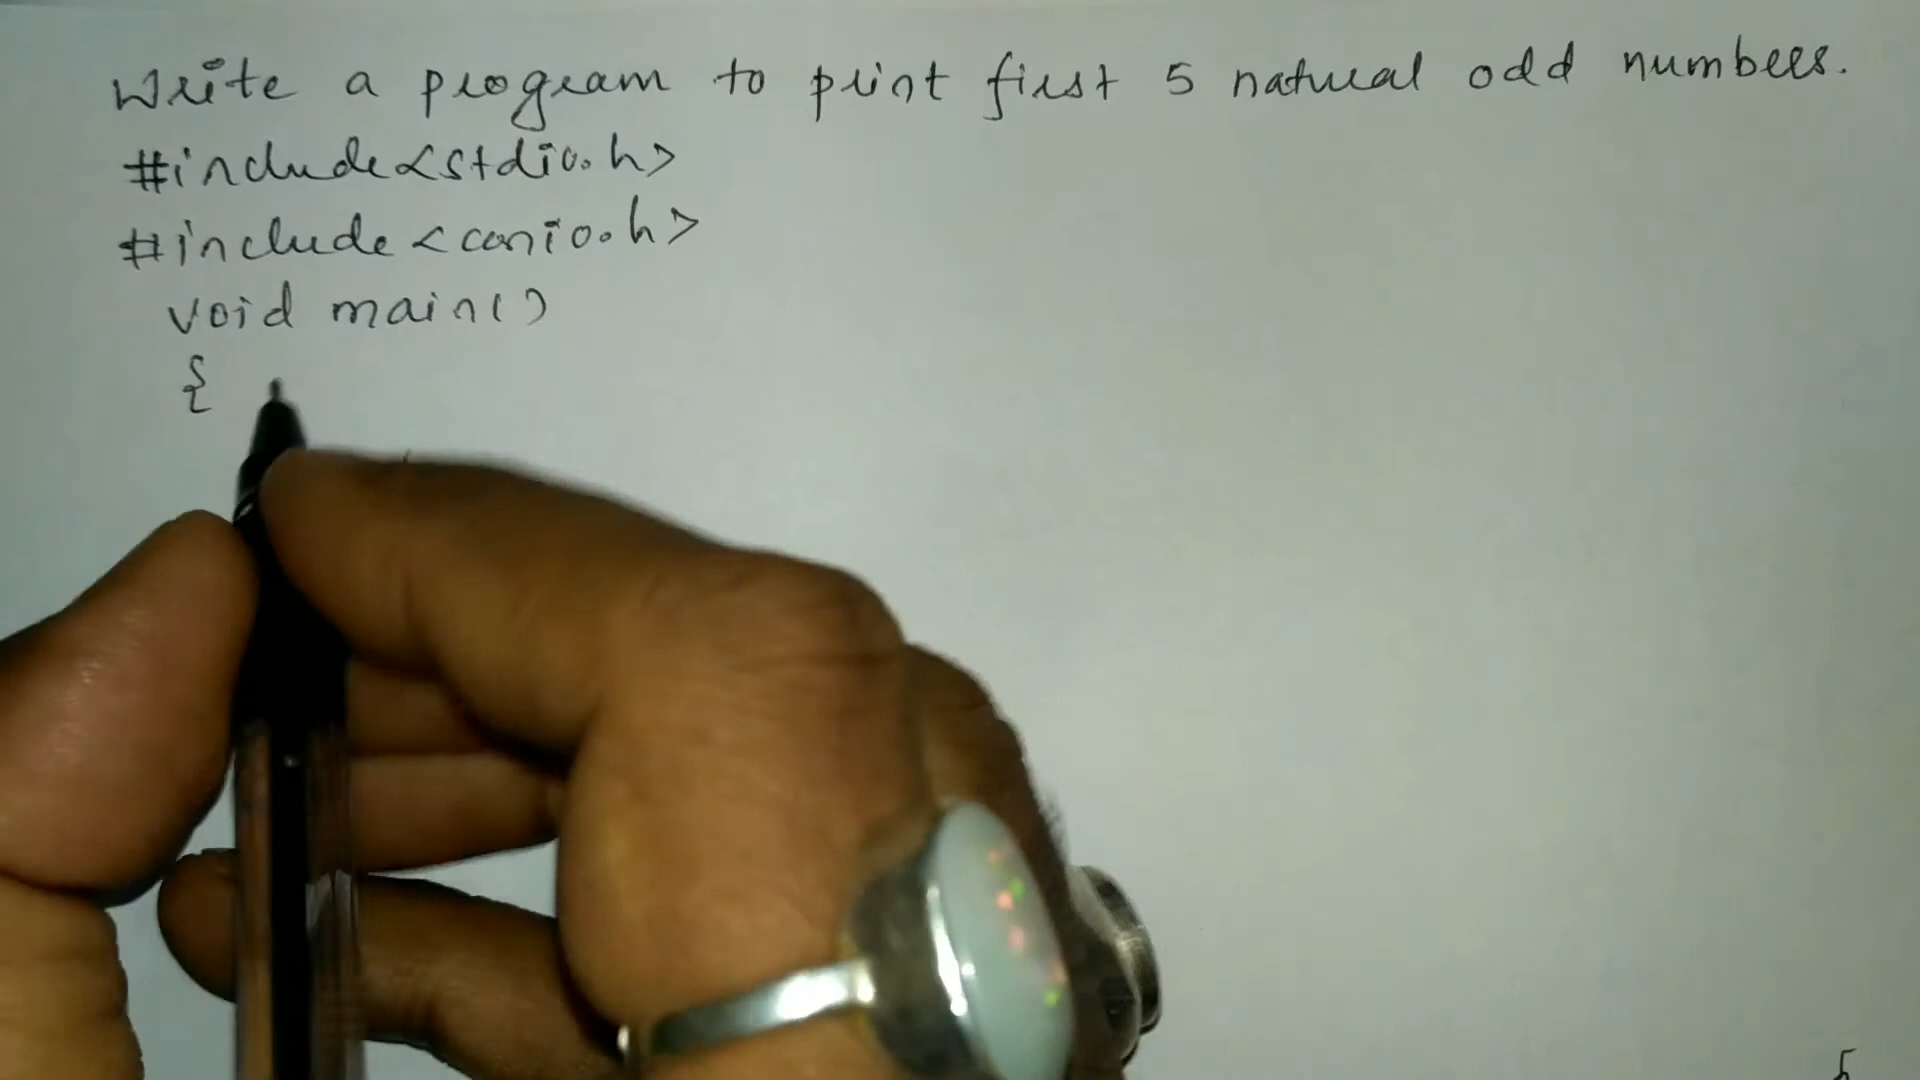 Write a program to print first 5 natural odd numbers.
#include<stdio.h>
#include<conio.h>
void main()
{